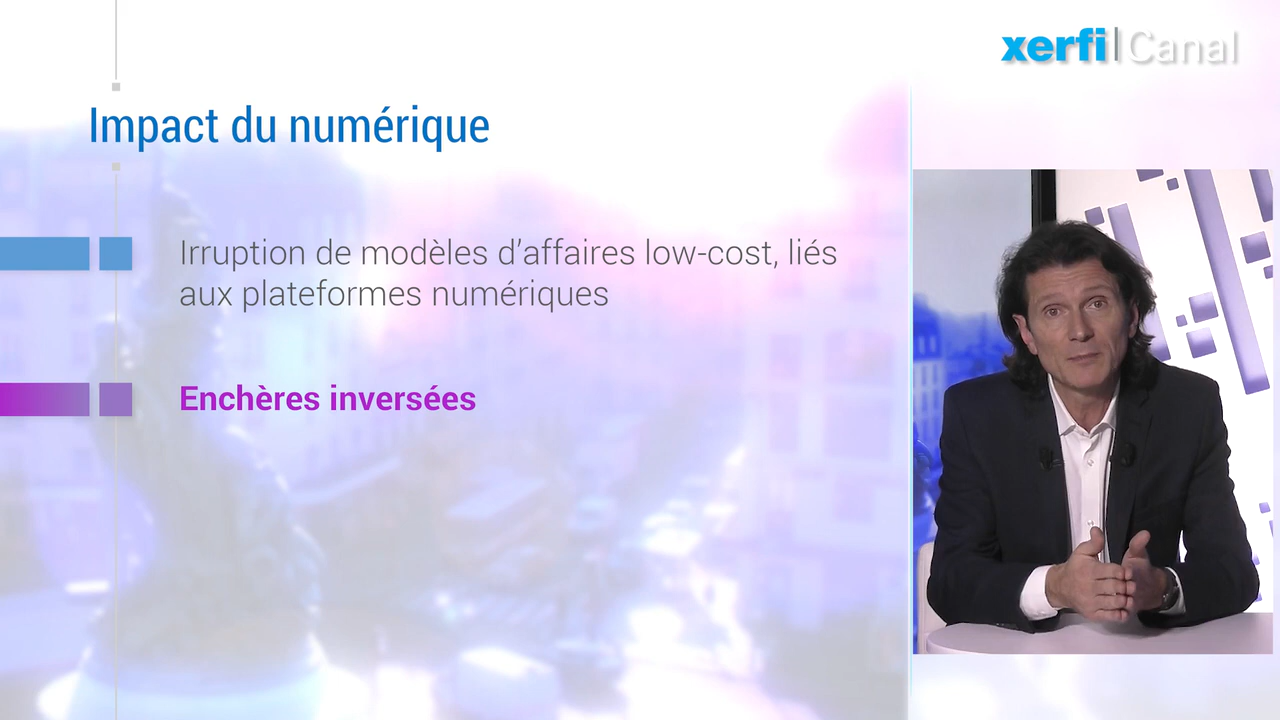 xerfi Canal
Impact du numérique
Irruption de modèles d’affaires low-cost, liés
aux plateformes numériques
Enchères inversées